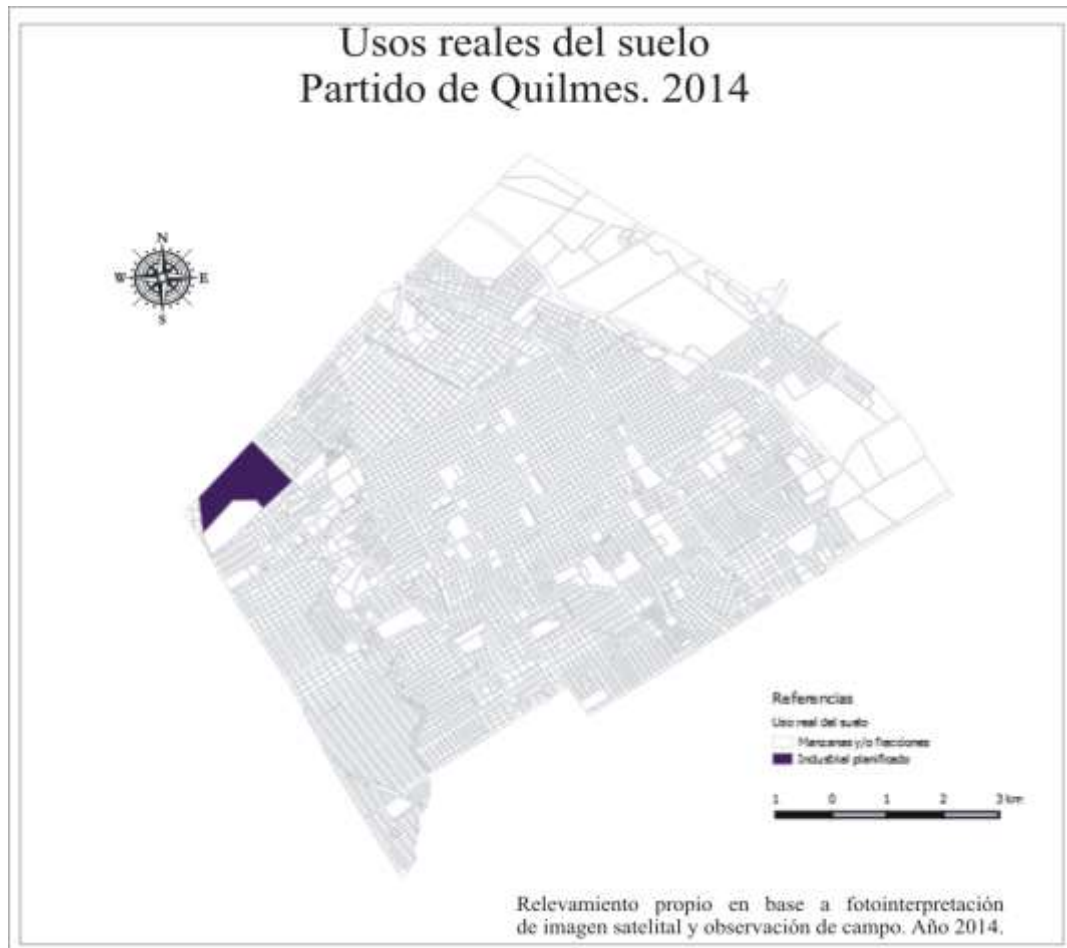 Usos reales del suelo
Partido de Quilmes. 2014
N
W E
S
Referencias
Uso real del suelo
Manzanas y/o fracciones
Industrial planificado
1 0 1 2 3 km
Relevamiento propio en base a fotointerpretación
de imagen satelital y observación de campo. Año 2014.